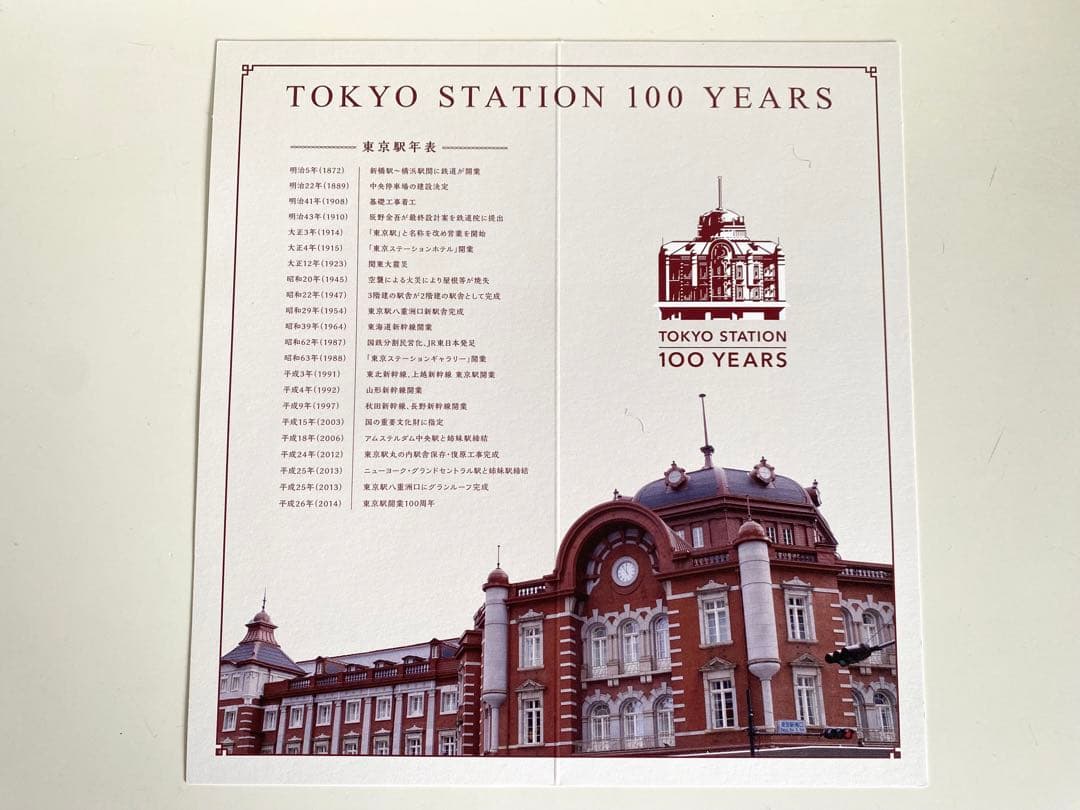 TOKYO STATION 100 YEARS
東京駅年表
明治5年(1872) 新橋駅〜横浜駅間に鉄道が開業
明治22年(1889) 中央停車場の建設決定
明治41年(1908) 基礎工事着工
明治43年(1910) 辰野金吾が最終設計案を鉄道院に提出
大正3年(1914) 「東京駅」と名称を改め営業を開始
大正4年(1915) 「東京ステーションホテル」開業
大正12年(1923) 関東大震災
昭和20年(1945) 空襲による火災により屋根等が焼失
昭和22年(1947) 3階建の駅舎が2階建の駅舎として完成
昭和29年(1954) 東京駅八重洲口新駅舎完成
昭和39年(1964) 東海道新幹線開業
昭和62年(1987) 国鉄分割民営化、JR東日本発足
昭和63年(1988) 「東京ステーションギャラリー」開業
平成3年(1991) 東北新幹線、上越新幹線 東京駅開業
平成4年(1992) 山形新幹線開業
平成9年(1997) 秋田新幹線、長野新幹線開業
平成15年(2003) 国の重要文化財に指定
平成18年(2006) アムステルダム中央駅と姉妹駅締結
平成24年(2012) 東京駅丸の内駅舎保存・復原工事完成
平成25年(2013) ニューヨーク・グランドセントラル駅と姉妹駅締結
平成25年(2013) 東京駅八重洲口にグランルーフ完成
平成26年(2014) 東京駅開業100周年
TOKYO STATION
100 YEARS